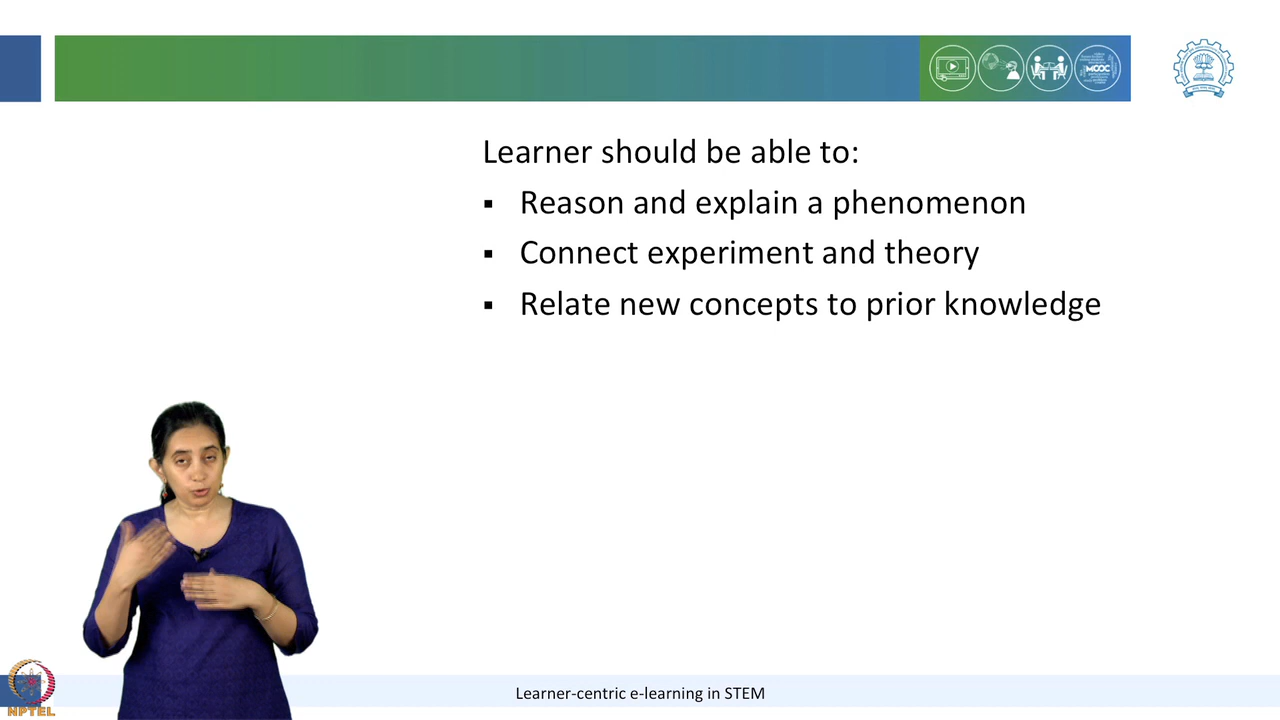 MOOC
Learner should be able to:
▪ Reason and explain a phenomenon
▪ Connect experiment and theory
▪ Relate new concepts to prior knowledge
NPTEL
Learner-centric e-learning in STEM